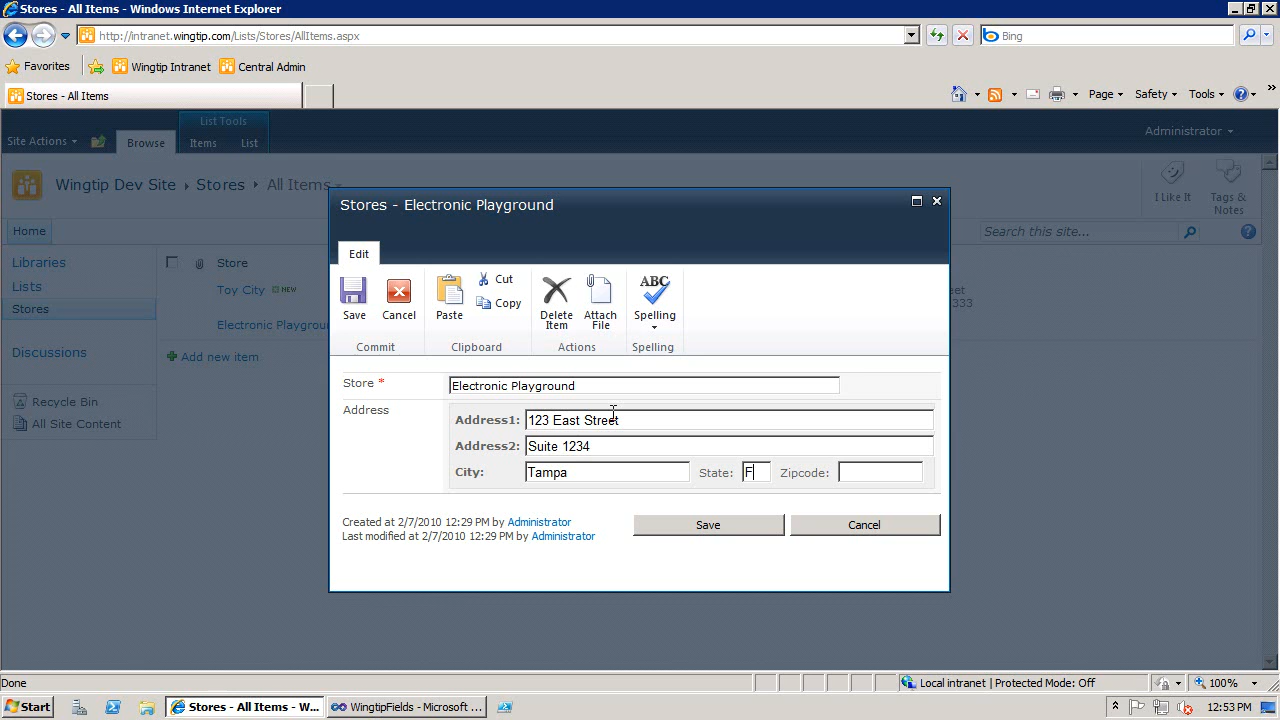 Stores - All Items - Windows Internet Explorer
http://intranet.wingtip.com/Lists/Stores/AllItems.aspx
Bing
Favorites Wingtip Intranet Central Admin
Stores - All Items
Page Safety Tools
List Tools
Site Actions Browse Items List
Administrator
Wingtip Dev Site Stores All Items
I Like It Tags & Notes
Home
Search this site...
Libraries
Lists
Stores
Discussions
Recycle Bin
All Site Content
Store
Toy City NEW
Electronic Playgroun
Add new item
eet
333
Stores - Electronic Playground
Edit
Save Cancel Paste Cut Copy Delete Item Attach File ABC Spelling
Commit Clipboard Actions Spelling
Store * Electronic Playground
Address
Address1: 123 East Street
Address2: Suite 1234
City: Tampa State: F Zipcode:
Created at 2/7/2010 12:29 PM by Administrator
Last modified at 2/7/2010 12:29 PM by Administrator
Save Cancel
Done
Local intranet | Protected Mode: Off
100%
Start Stores - All Items - W... WingtipFields - Microsoft ... 12:53 PM